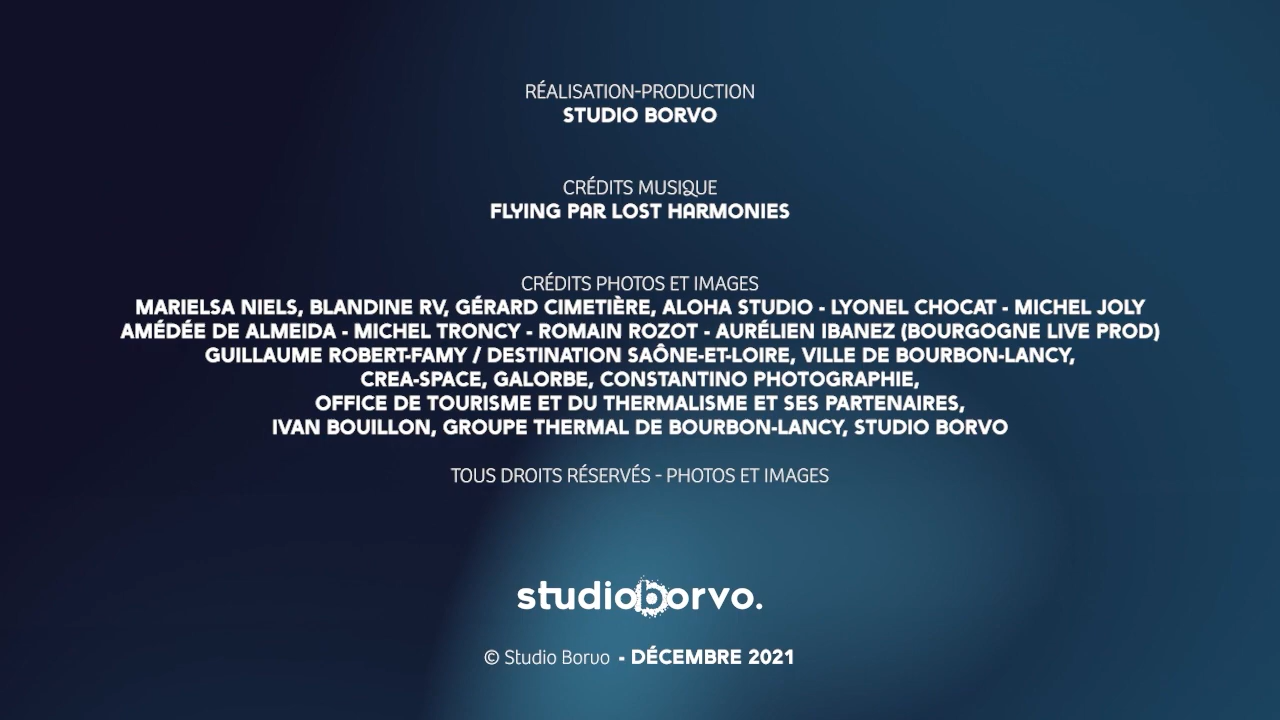 RÉALISATION-PRODUCTION
STUDIO BORVO
CRÉDITS MUSIQUE
FLYING PAR LOST HARMONIES
CRÉDITS PHOTOS ET IMAGES
MARIELSA NIELS, BLANDINE RV, GÉRARD CIMETIÈRE, ALOHA STUDIO - LYONEL CHOCAT - MICHEL JOLY
AMÉDÉE DE ALMEIDA - MICHEL TRONCY - ROMAIN ROZOT - AURÉLIEN IBANEZ (BOURGOGNE LIVE PROD)
GUILLAUME ROBERT-FAMY / DESTINATION SAÔNE-ET-LOIRE, VILLE DE BOURBON-LANCY,
CREA-SPACE, GALORBE, CONSTANTINO PHOTOGRAPHIE,
OFFICE DE TOURISME ET DU THERMALISME ET SES PARTENAIRES,
IVAN BOUILLON, GROUPE THERMAL DE BOURBON-LANCY, STUDIO BORVO
TOUS DROITS RÉSERVÉS - PHOTOS ET IMAGES
studioborvo.
© Studio Borvo - DÉCEMBRE 2021